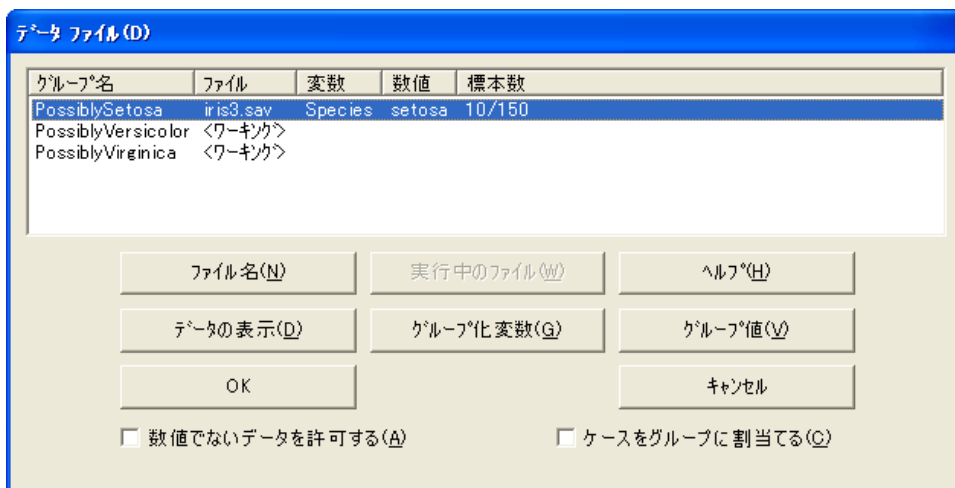 データ ファイル(D)
グループ名 ファイル 変数 数値 標本数
PossiblySetosa iris3.sav Species setosa 10/150
PossiblyVersicolor <ワーキング>
PossiblyVirginica <ワーキング>
ファイル名(N) 実行中のファイル(W) ヘルプ(H)
データの表示(D) グループ化変数(G) グループ値(V)
OK キャンセル
数値でないデータを許可する(A) ケースをグループに割当てる(C)